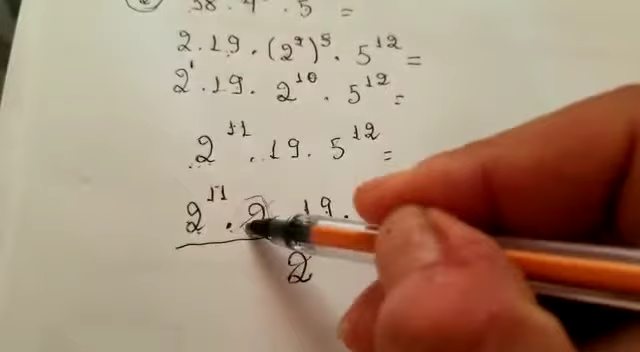 38 · 4 · 5 =
2 · 19 · (2²)⁵ · 5¹² =
2¹ · 19 · 2¹⁰ · 5¹² =
2¹¹ · 19 · 5¹² =
2¹¹ · 2 · 19 ·
2